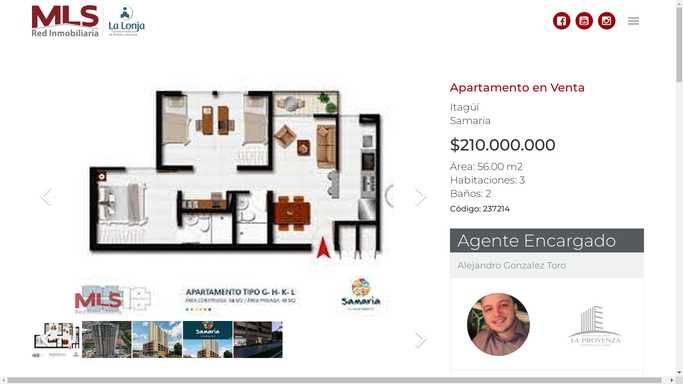 MLS
Red Inmobiliaria
La Lonja
Apartamento en Venta
Itagüí
Samaria
$210.000.000
Área: 56.00 m2
Habitaciones: 3
Baños: 2
Código: 237214
Agente Encargado
Alejandro Gonzalez Toro
LA PROVENZA
APARTAMENTO TIPO G- H- K- L
MLS
Samaria
Samaria